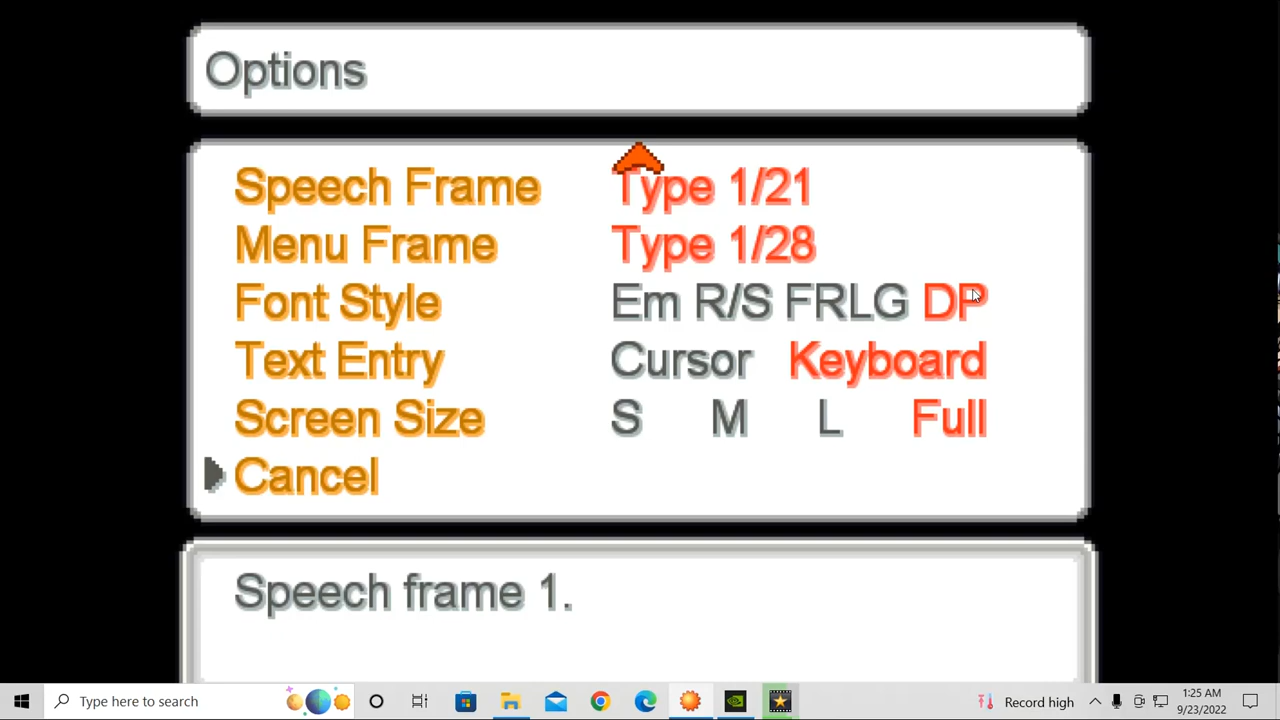 Options
Speech Frame Type 1/21
Menu Frame Type 1/28
Font Style Em R/S FRLG DP
Text Entry Cursor Keyboard
Screen Size S M L Full
Cancel
Speech frame 1.
Type here to search
Record high
1:25 AM
9/23/2022